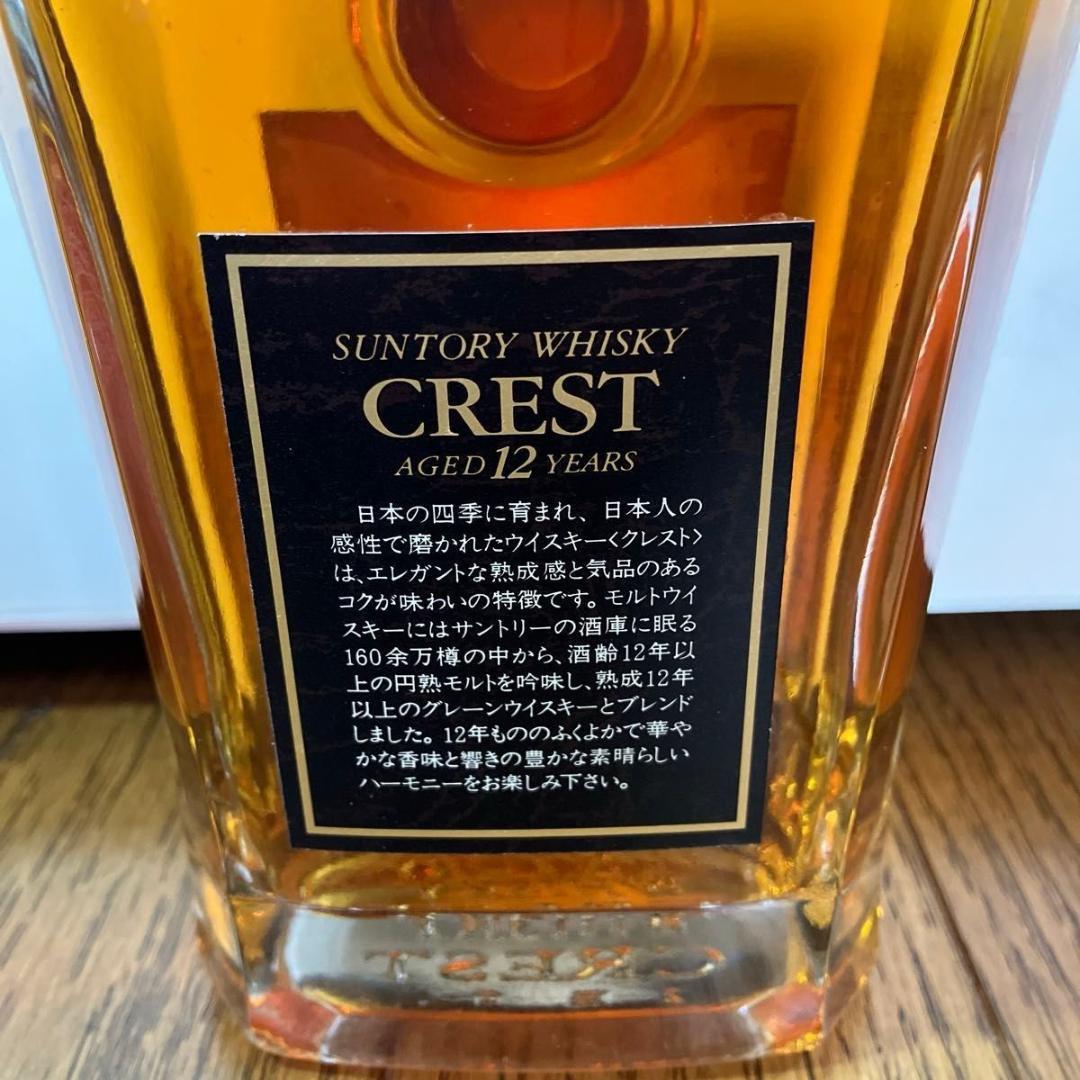 SUNTORY WHISKY
CREST
AGED 12 YEARS
日本の四季に育まれ、日本人の
感性で磨かれたウイスキー〈クレスト〉
は、エレガントな熟成感と気品のある
コクが味わいの特徴です。モルトウイ
スキーにはサントリーの酒庫に眠る
160余万樽の中から、酒齢12年以
上の円熟モルトを吟味し、熟成12年
以上のグレーンウイスキーとブレンド
しました。12年もののふくよかで華や
かな香味と響きの豊かな素晴らしい
ハーモニーをお楽しみ下さい。
CREST